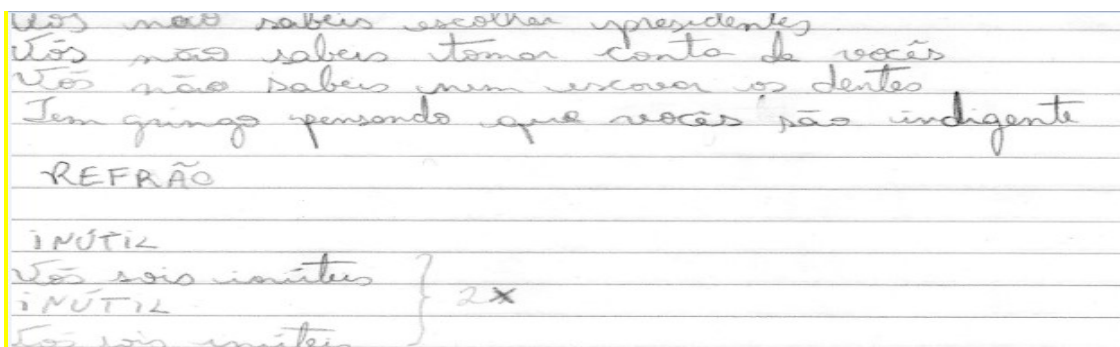 Vós não sabeis escolher presidentes
Vós não sabeis tomar conta de vocês
Vós não sabeis nem escovar os dentes
Tem gringo pensando que vocês são indigente
REFRÃO
INÚTIL
Vós sois inúteis
INÚTIL
Vós sois inúteis
2x